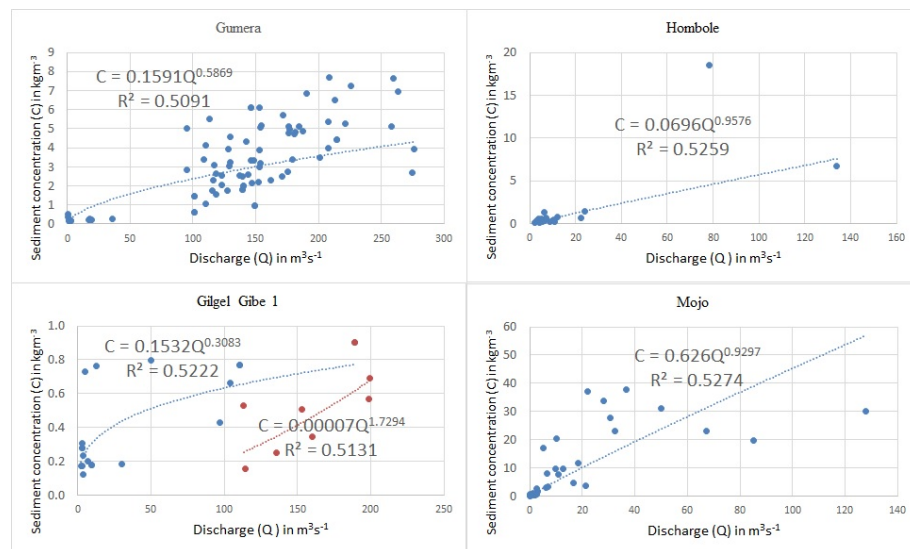 Gumera
Sediment concentration (C) in kgm⁻³
9
8
7
6
5
4
3
2
1
0
C = 0.1591Q^0.5869
R² = 0.5091
0 50 100 150 200 250 300
Discharge (Q) in m³s⁻¹
Hombole
Sediment concentration (C) in kgm⁻³
20
15
10
5
0
C = 0.0696Q^0.9576
R² = 0.5259
0 20 40 60 80 100 120 140 160
Discharge (Q ) in m³s⁻¹
Gilgel Gibe 1
Sediment concentration (C) in kgm⁻³
1.0
0.8
0.6
0.4
0.2
0.0
C = 0.1532Q^0.3083
R² = 0.5222
C = 0.00007Q^1.7294
R² = 0.5131
0 50 100 150 200 250
Discharge (Q ) in m³s⁻¹
Mojo
Sediment concentration (C) in kgm⁻³
60
50
40
30
20
10
0
C = 0.626Q^0.9297
R² = 0.5274
0 20 40 60 80 100 120 140
Discharge (Q) in m³s⁻¹